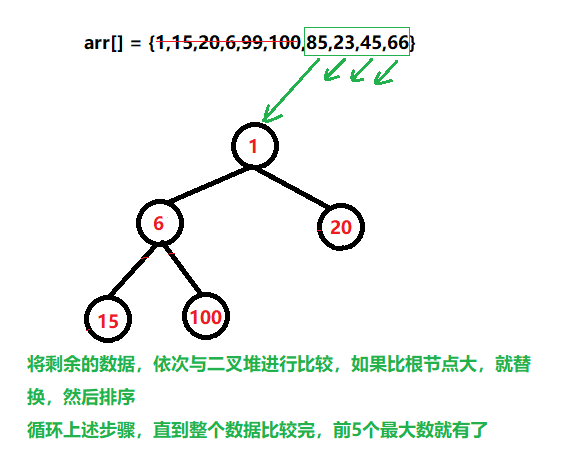 arr[] = {1,15,20,6,99,100,85,23,45,66}
1
6
20
15
100
将剩余的数据，依次与二叉堆进行比较，如果比根节点大，就替
换，然后排序
循环上述步骤，直到整个数据比较完，前5个最大数就有了